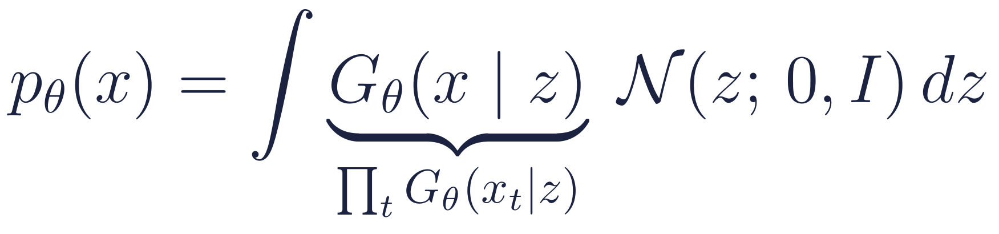 p_θ(x) = ∫ G_θ(x | z) 𝒩(z; 0, I) dz
∏_t G_θ(x_t|z)